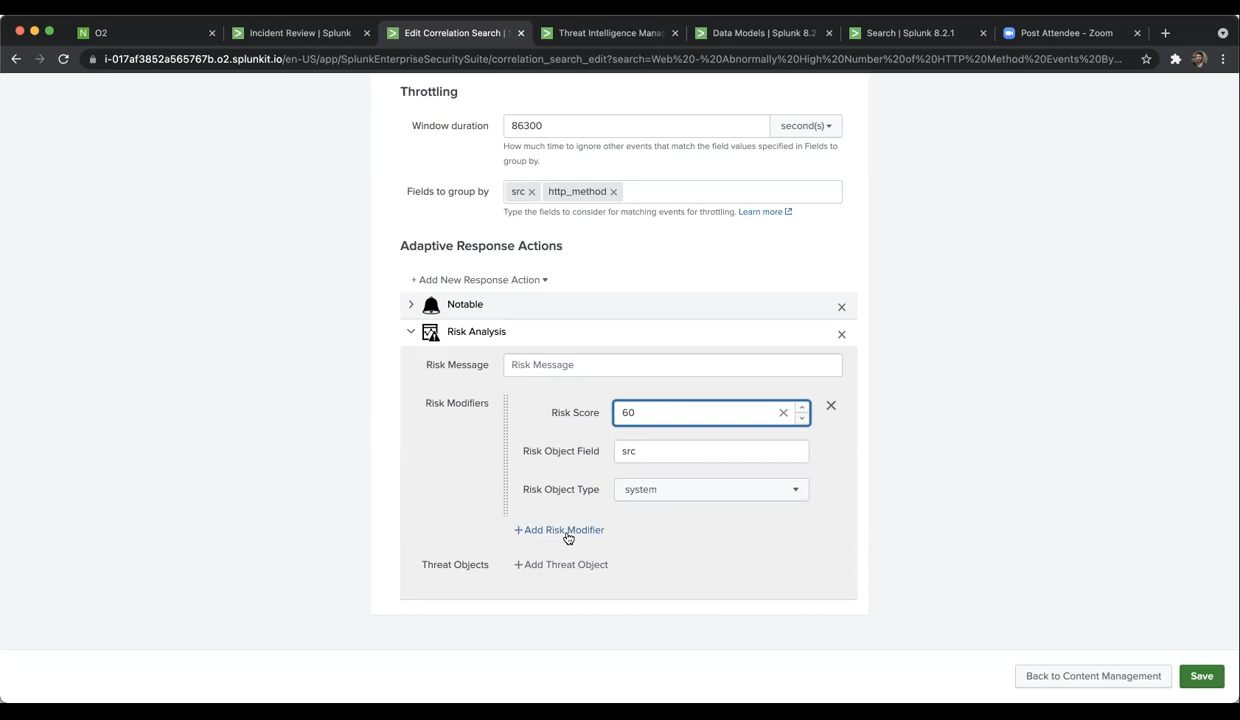 O2
Incident Review | Splunk
Edit Correlation Search |
Threat Intelligence Mana
Data Models | Splunk 8.2
Search | Splunk 8.2.1
Post Attendee - Zoom
i-017af3852a565767b.o2.splunkit.io/en-US/app/SplunkEnterpriseSecuritySuite/correlation_search_edit?search=Web%20-%20Abnormally%20High%20Number%20of%20HTTP%20Method%20Events%20By...
Throttling
Window duration
86300
second(s)
How much time to ignore other events that match the field values specified in Fields to
group by.
Fields to group by
src
http_method
Type the fields to consider for matching events for throttling. Learn more
Adaptive Response Actions
+ Add New Response Action
Notable
Risk Analysis
Risk Message
Risk Message
Risk Modifiers
Risk Score
60
Risk Object Field
src
Risk Object Type
system
+Add Risk Modifier
Threat Objects
+Add Threat Object
Back to Content Management
Save